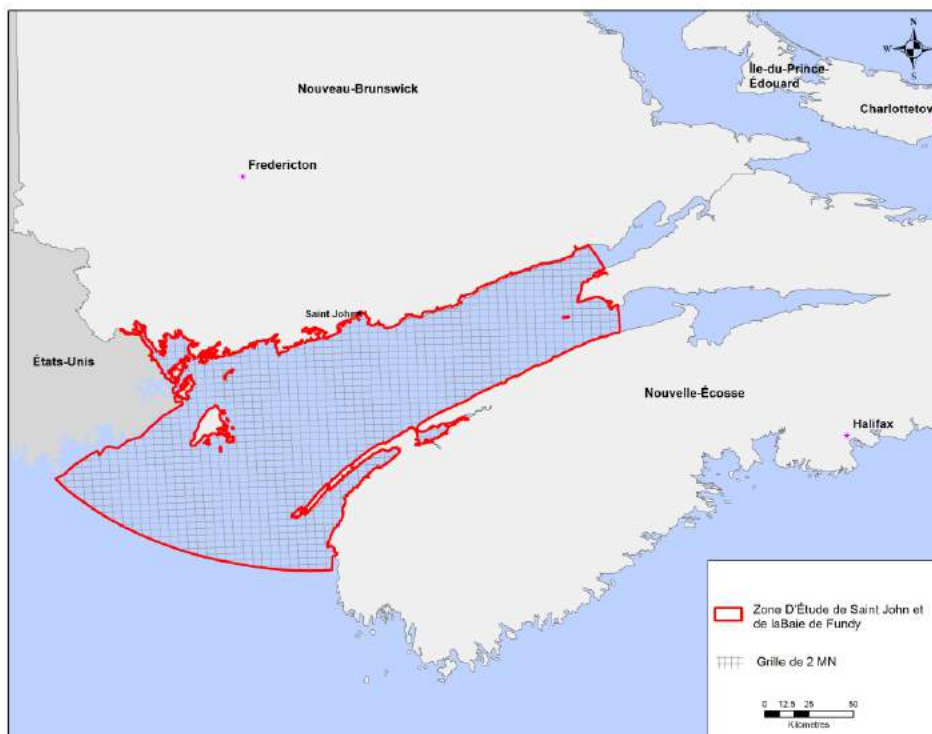 N
W
S
Île-du-Prince-
Édouard
Nouveau-Brunswick
Charlottetow
Fredericton
Saint John
États-Unis
Nouvelle-Écosse
Halifax
Zone D'Étude de Saint John et
de laBaie de Fundy
Grille de 2 MN
0 12.5 25 50
Kilometres